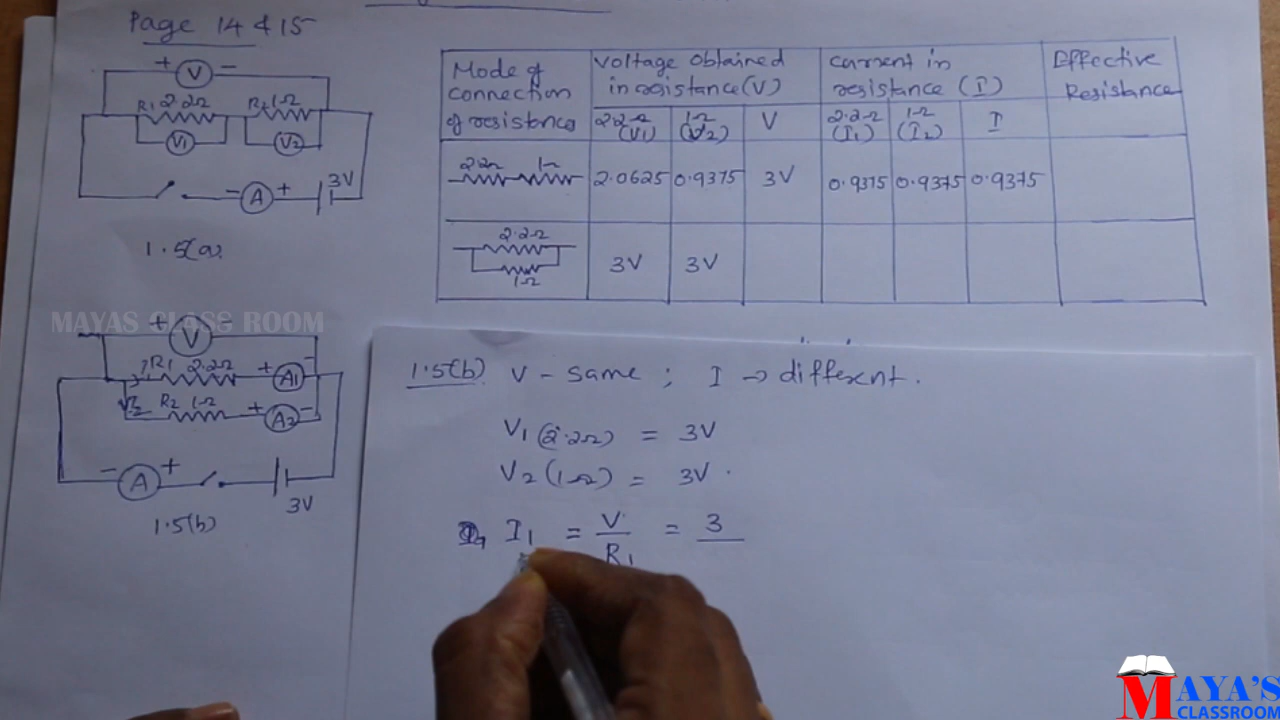 Page 14 & 15
+ V -
R1 2.2Ω R2 1Ω
V1 V2
- A + 3V
1.5(a)
Mode of connection of resistance
Voltage obtained in resistance (V)
current in resistance (I)
Effective Resistance
2.2Ω (V1) 1Ω (V2) V 2.2Ω (I1) 1Ω (I2) I
2.2Ω 1Ω 2.0625 0.9375 3V 0.9375 0.9375 0.9375
2.2Ω
1Ω
3V 3V
MAYAS CLASS ROOM
+ V -
R1 2.2Ω + A1 -
R2 1Ω + A2 -
- A +
3V
1.5(b)
1.5(b) V - same ; I → different.
V1 (2.2Ω) = 3V
V2 (1Ω) = 3V.
I1 = V/R1 = 3
MAYA'S
CLASSROOM